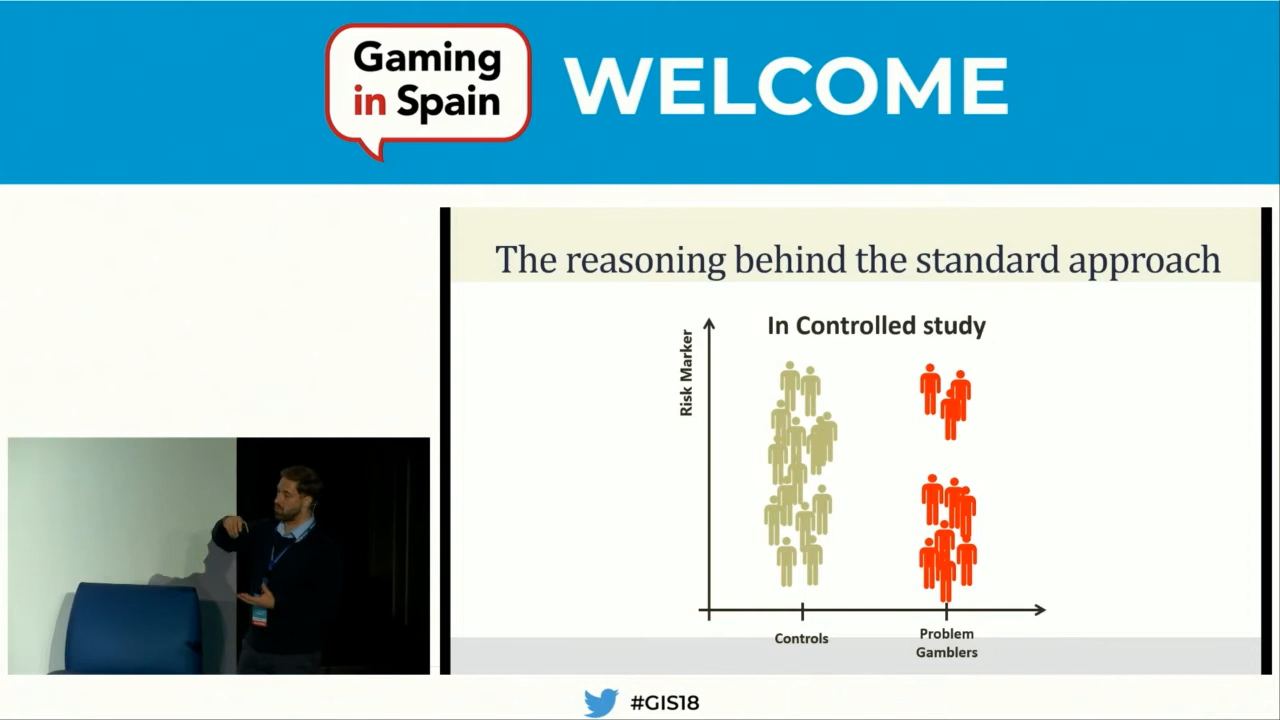 Gaming
in Spain
WELCOME
The reasoning behind the standard approach
In Controlled study
Risk Marker
Controls
Problem
Gamblers
#GIS18